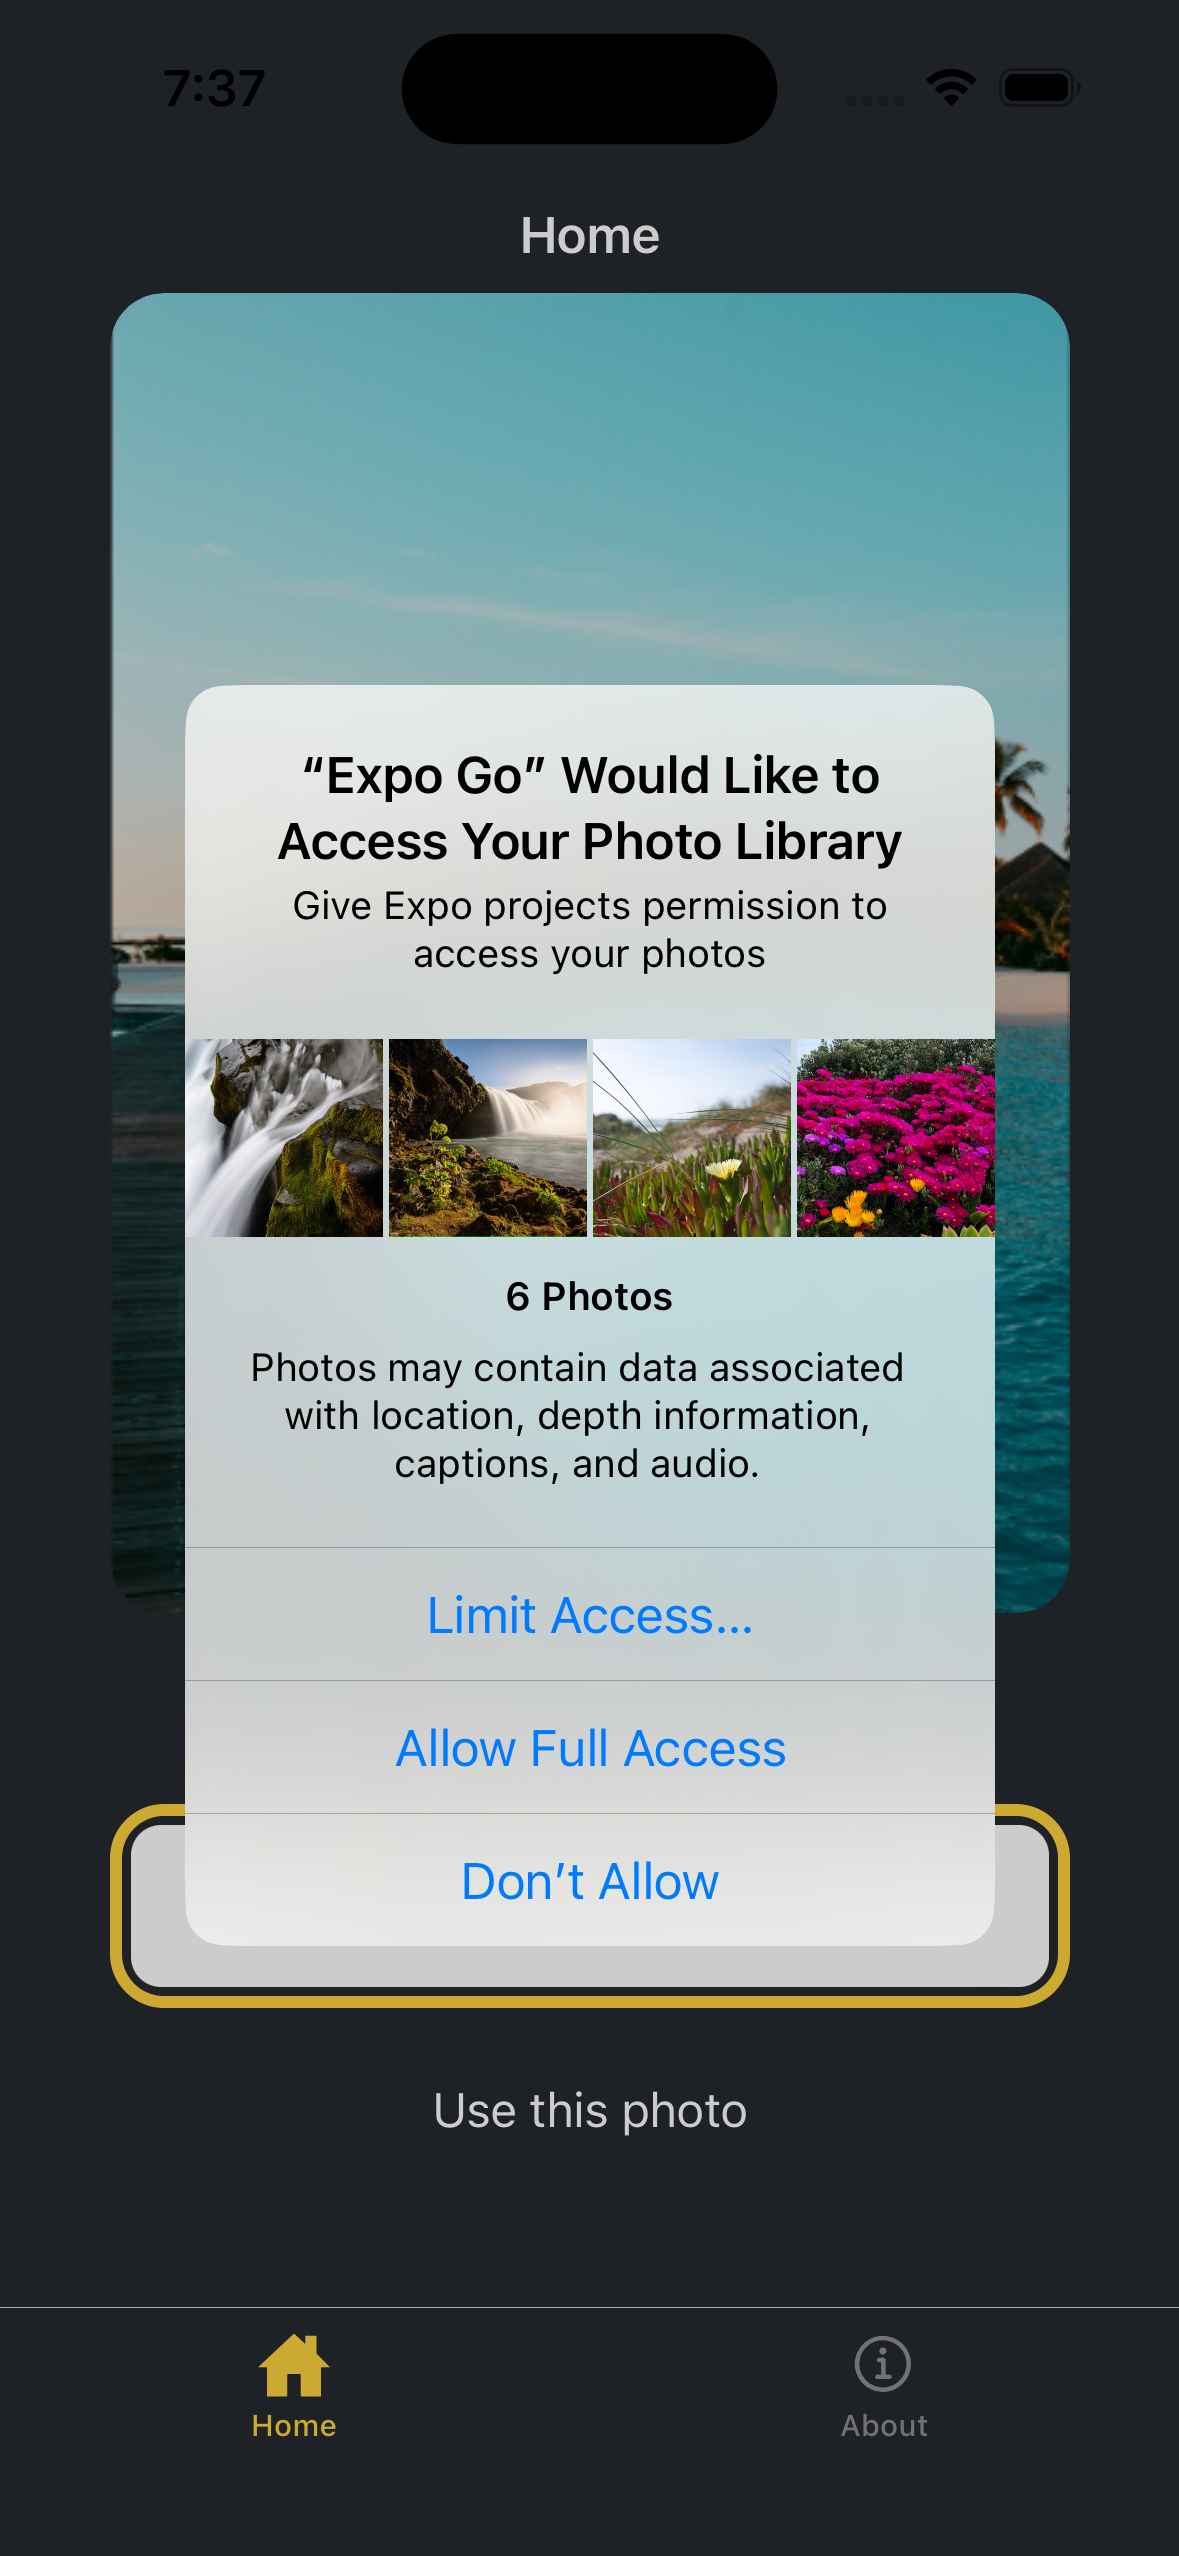 7:37
Home
“Expo Go” Would Like to
Access Your Photo Library
Give Expo projects permission to
access your photos
6 Photos
Photos may contain data associated
with location, depth information,
captions, and audio.
Limit Access...
Allow Full Access
Don’t Allow
Use this photo
Home
About